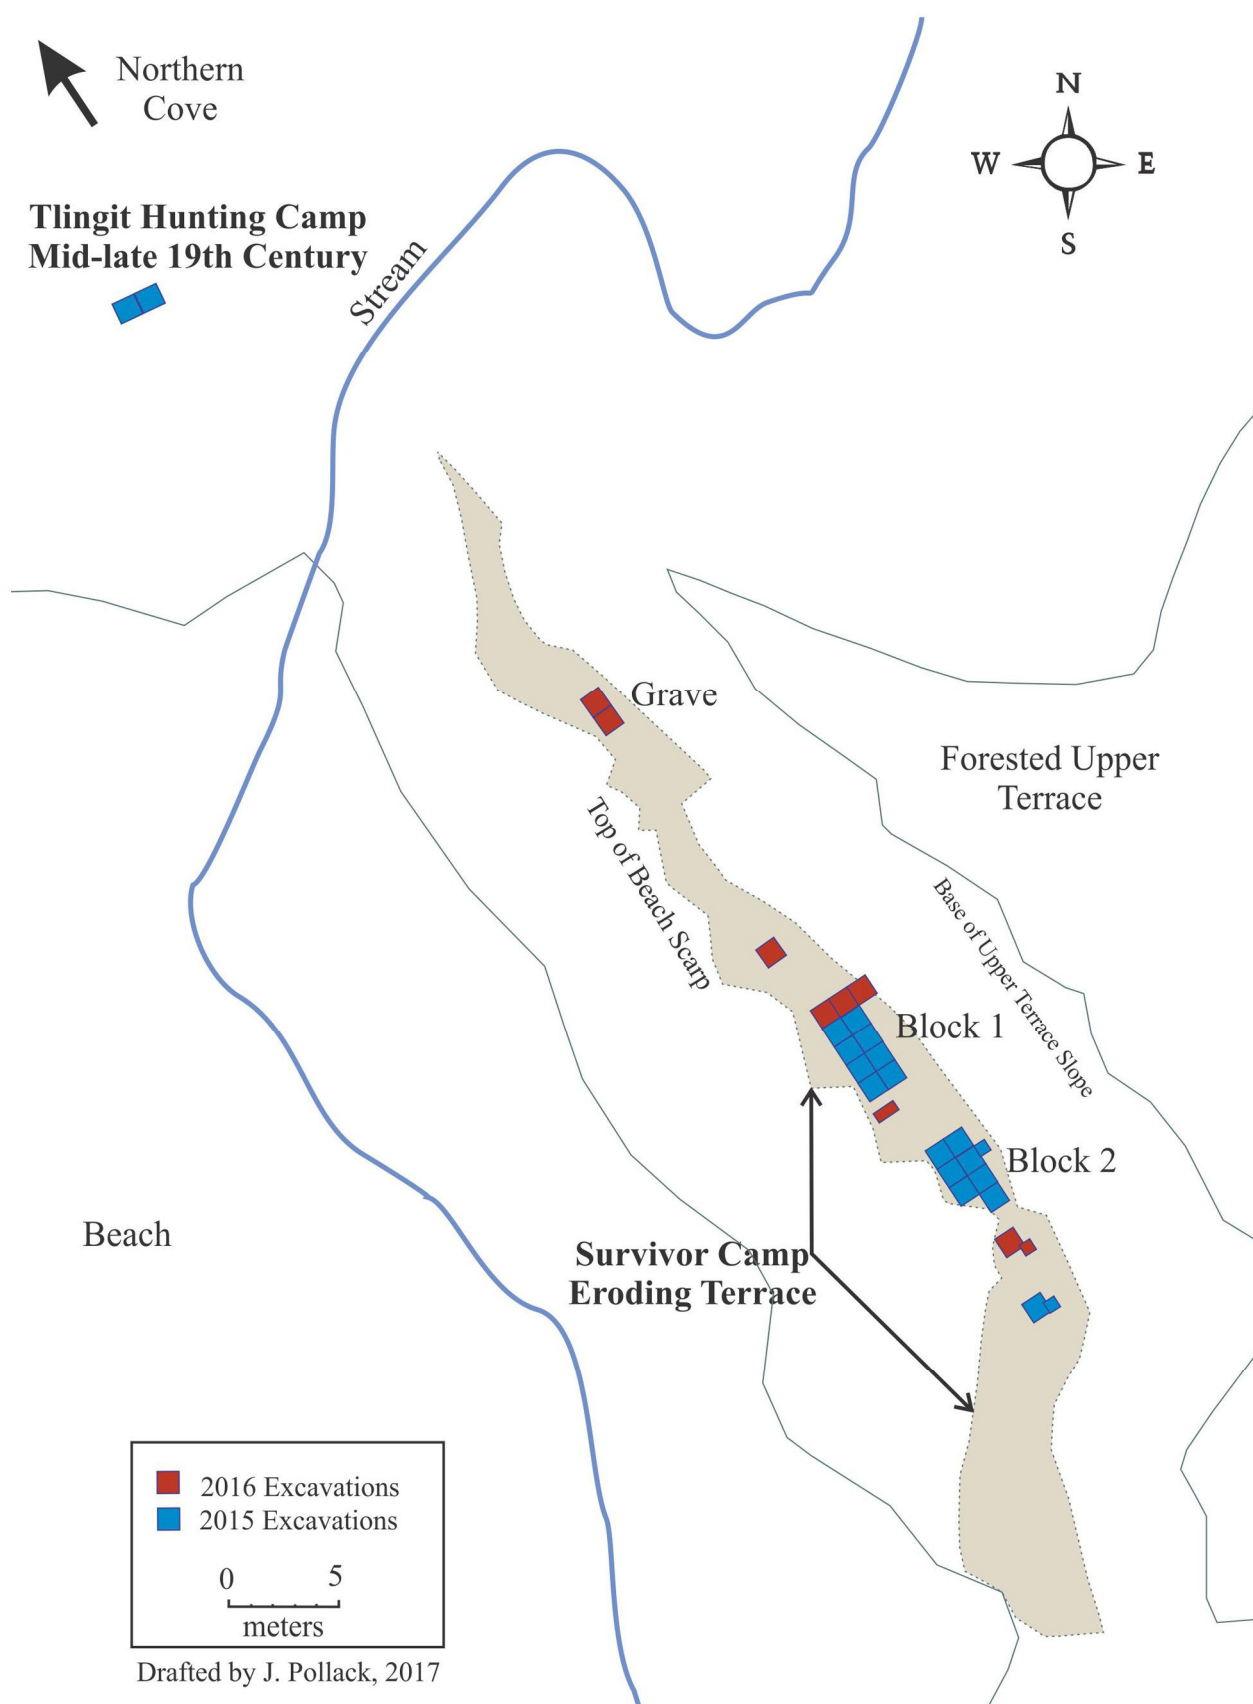 Northern
Cove
N
W
E
S
Tlingit Hunting Camp
Mid-late 19th Century
Stream
Grave
Forested Upper
Terrace
Top of Beach Scarp
Base of Upper Terrace Slope
Block 1
Block 2
Beach
Survivor Camp
Eroding Terrace
2016 Excavations
2015 Excavations
0 5
meters
Drafted by J. Pollack, 2017